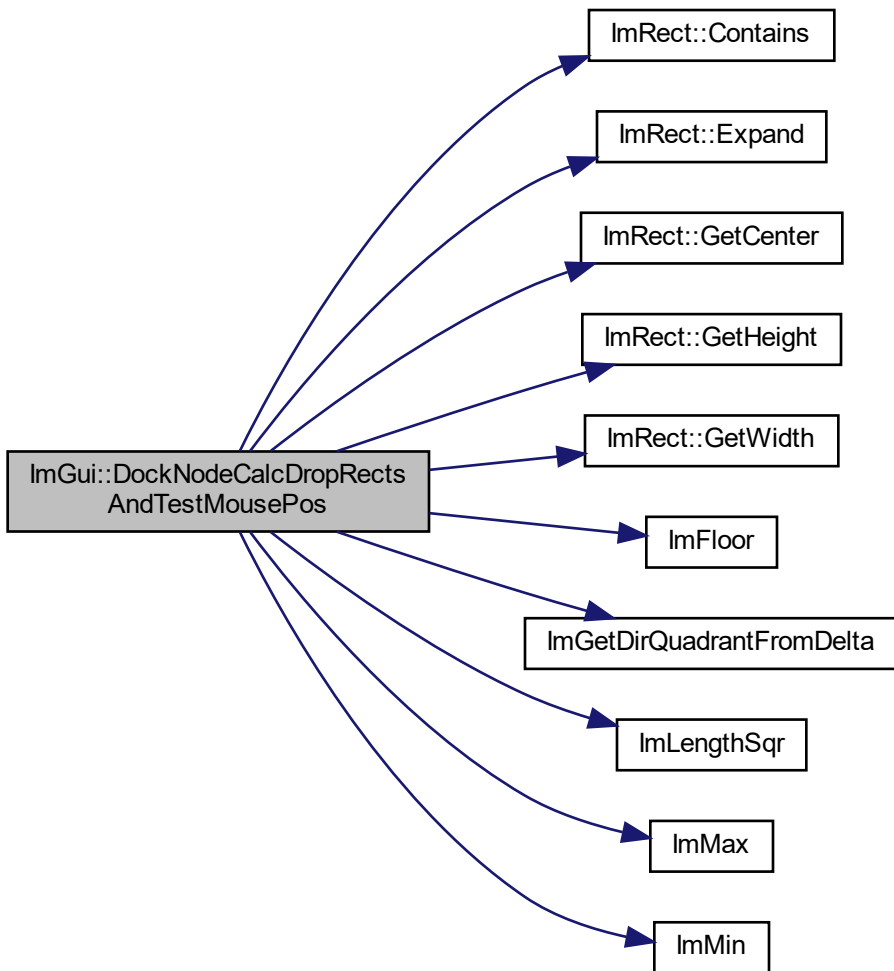 ImRect::Contains
ImRect::Expand
ImRect::GetCenter
ImRect::GetHeight
ImRect::GetWidth
ImGui::DockNodeCalcDropRects
AndTestMousePos
ImFloor
ImGetDirQuadrantFromDelta
ImLengthSqr
ImMax
ImMin